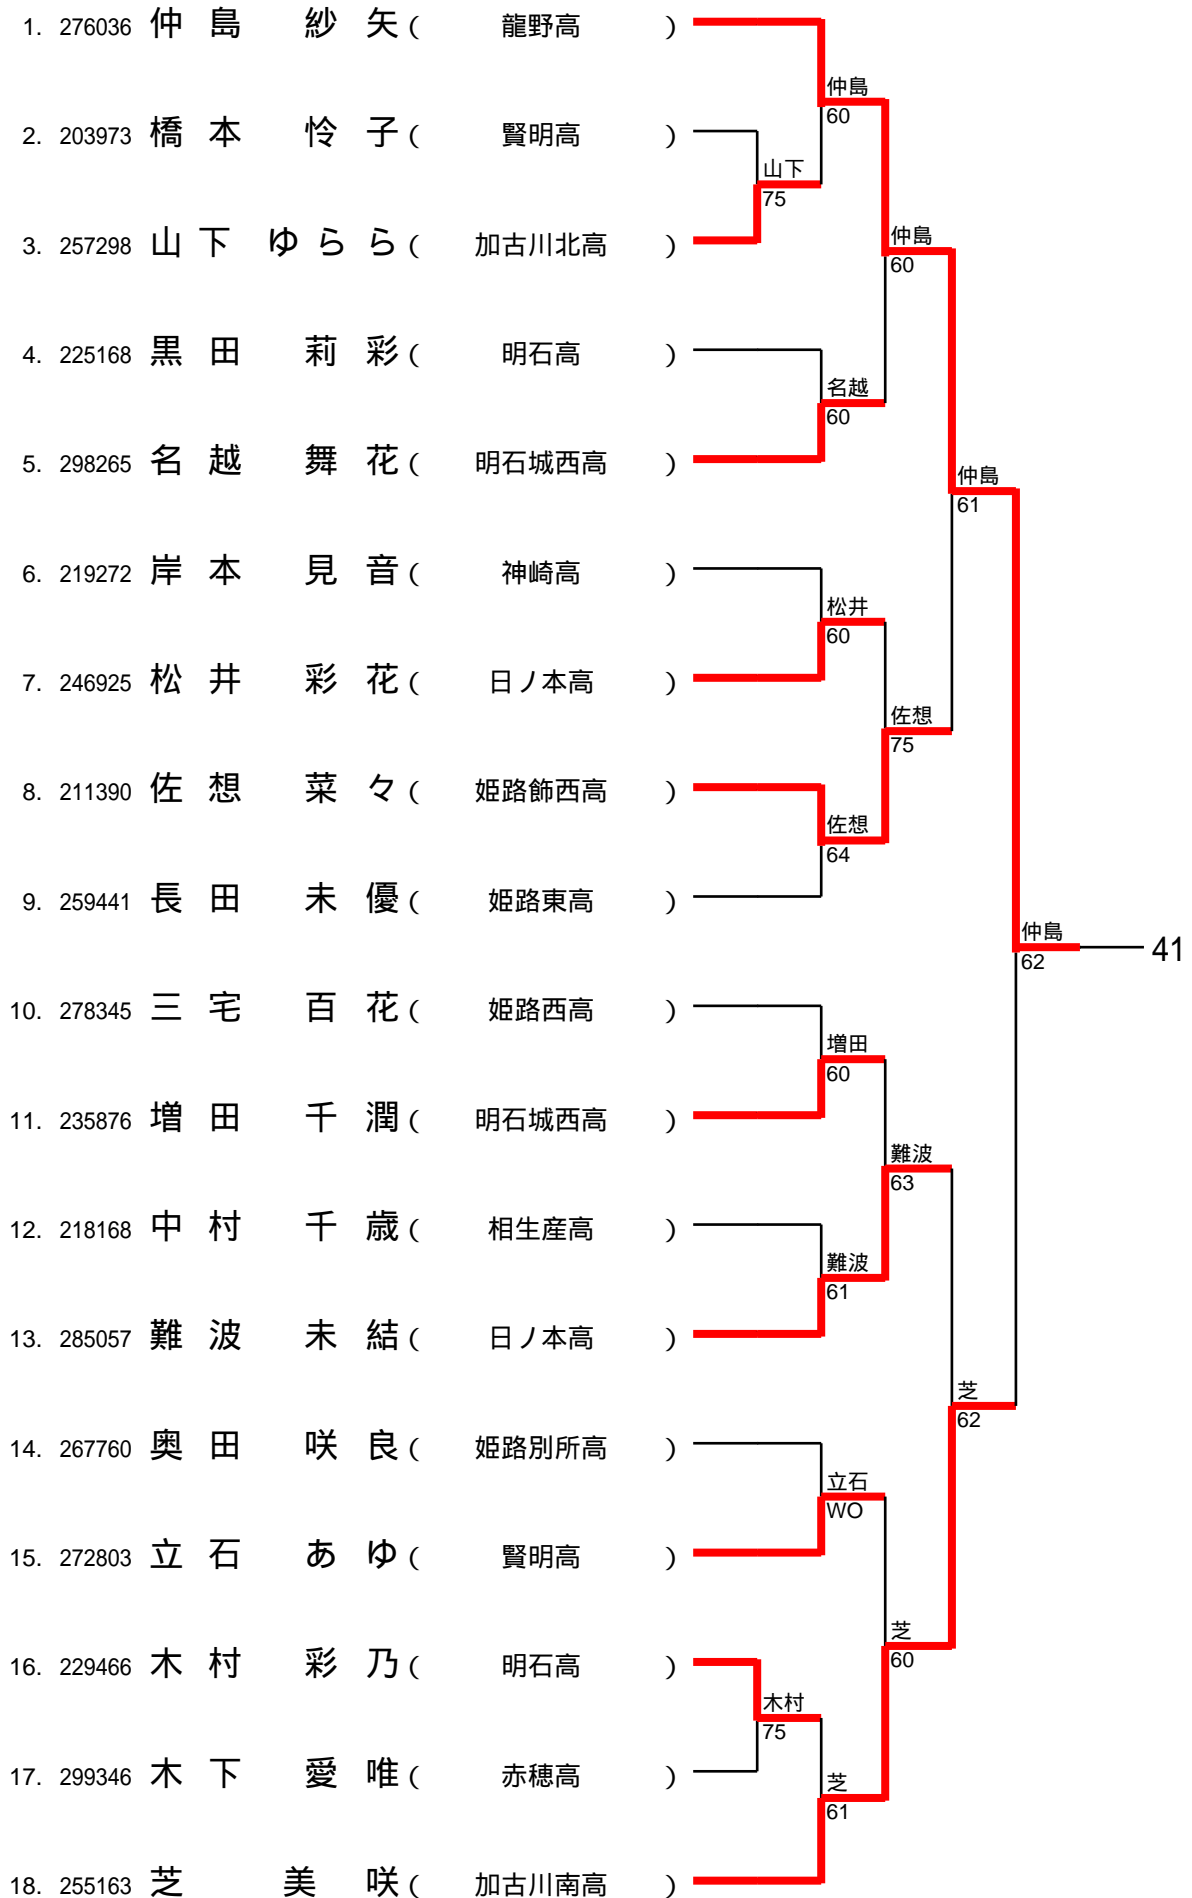 1. 276036 仲島 紗矢 ( 龍野高 )
仲島
60
2. 203973 橋本 怜子 ( 賢明高 )
山下
75
3. 257298 山下 ゆらら ( 加古川北高 )
仲島
60
4. 225168 黒田 莉彩 ( 明石高 )
名越
60
5. 298265 名越 舞花 ( 明石城西高 )
仲島
61
6. 219272 岸本 見音 ( 神崎高 )
松井
60
7. 246925 松井 彩花 ( 日ノ本高 )
佐想
75
8. 211390 佐想 菜々 ( 姫路飾西高 )
佐想
64
9. 259441 長田 未優 ( 姫路東高 )
仲島
62
41
10. 278345 三宅 百花 ( 姫路西高 )
増田
60
11. 235876 増田 千潤 ( 明石城西高 )
難波
63
12. 218168 中村 千歳 ( 相生産高 )
難波
61
13. 285057 難波 未結 ( 日ノ本高 )
芝
62
14. 267760 奥田 咲良 ( 姫路別所高 )
立石
WO
15. 272803 立石 あゆ ( 賢明高 )
芝
60
16. 229466 木村 彩乃 ( 明石高 )
木村
75
17. 299346 木下 愛唯 ( 赤穂高 )
芝
61
18. 255163 芝 美咲 ( 加古川南高 )